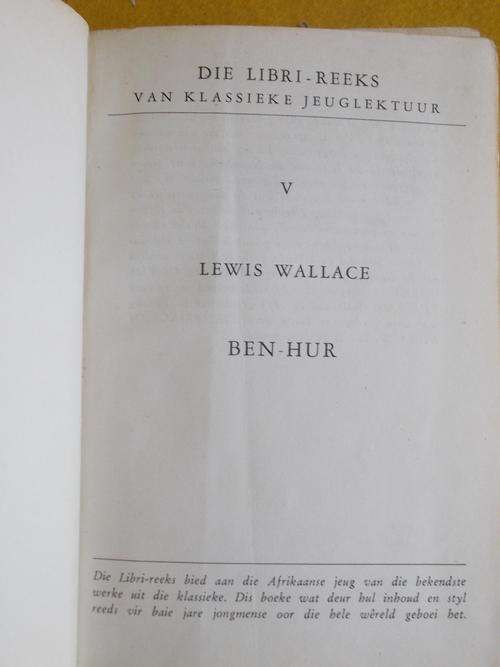 DIE LIBRI-REEKS
VAN KLASSIEKE JEUGLEKTUUR
V
LEWIS WALLACE
BEN-HUR
Die Libri-reeks bied aan die Afrikaanse jeug van die bekendste
werke uit die klassieke. Dis boeke wat deur hul inhoud en styl
reeds vir baie jare jongmense oor die hele wêreld geboei het.